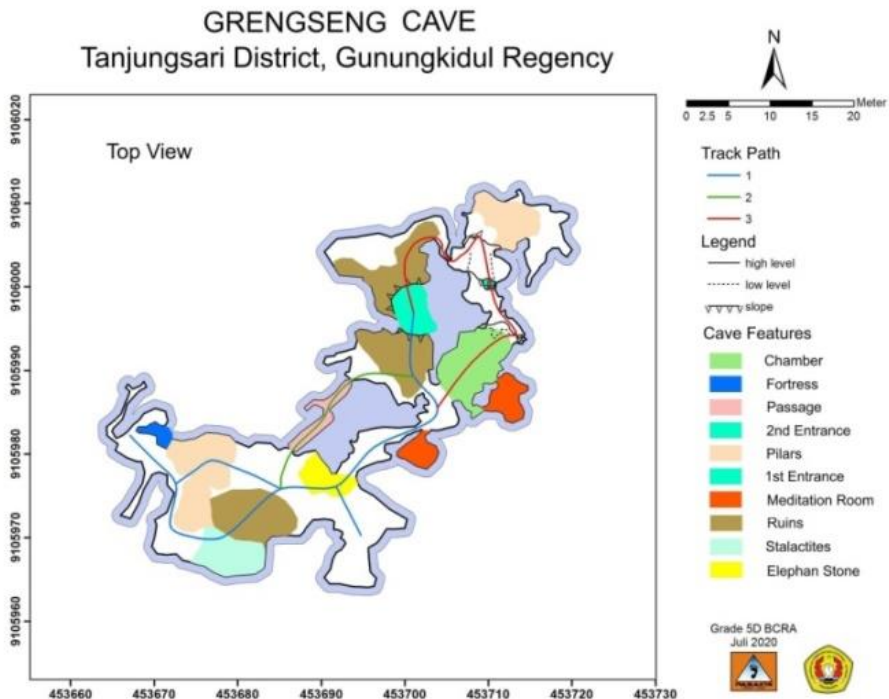 GRENGSENG CAVE
Tanjungsari District, Gunungkidul Regency
Top View
9106020
9106010
9106000
9105990
9105980
9105970
9105960
453660 453670 453680 453690 453700 453710 453720 453730
N
Meter
0 2.5 5 10 15 20
Track Path
1
2
3
Legend
high level
low level
slope
Cave Features
Chamber
Fortress
Passage
2nd Entrance
Pilars
1st Entrance
Meditation Room
Ruins
Stalactites
Elephan Stone
Grade 5D BCRA
Juli 2020